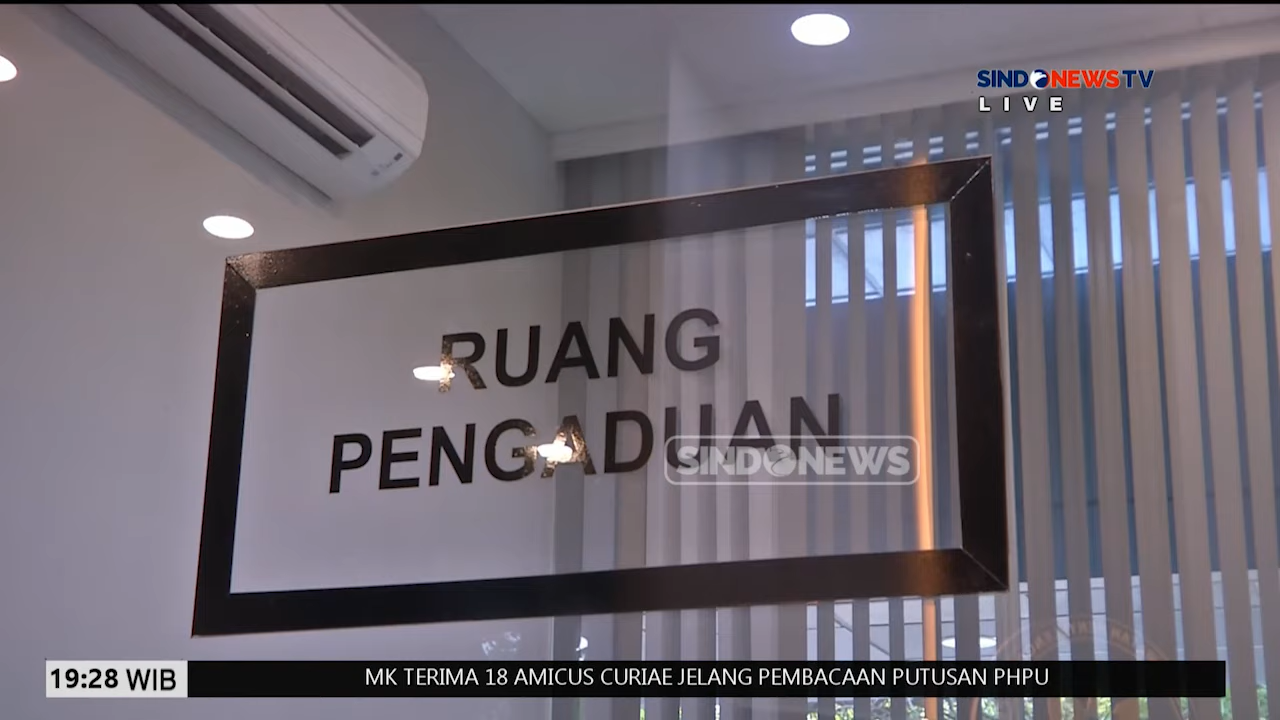 SINDONEWSTV
LIVE
RUANG
PENGADUAN
SINDONEWS
19:28 WIB
MK TERIMA 18 AMICUS CURIAE JELANG PEMBACAAN PUTUSAN PHPU